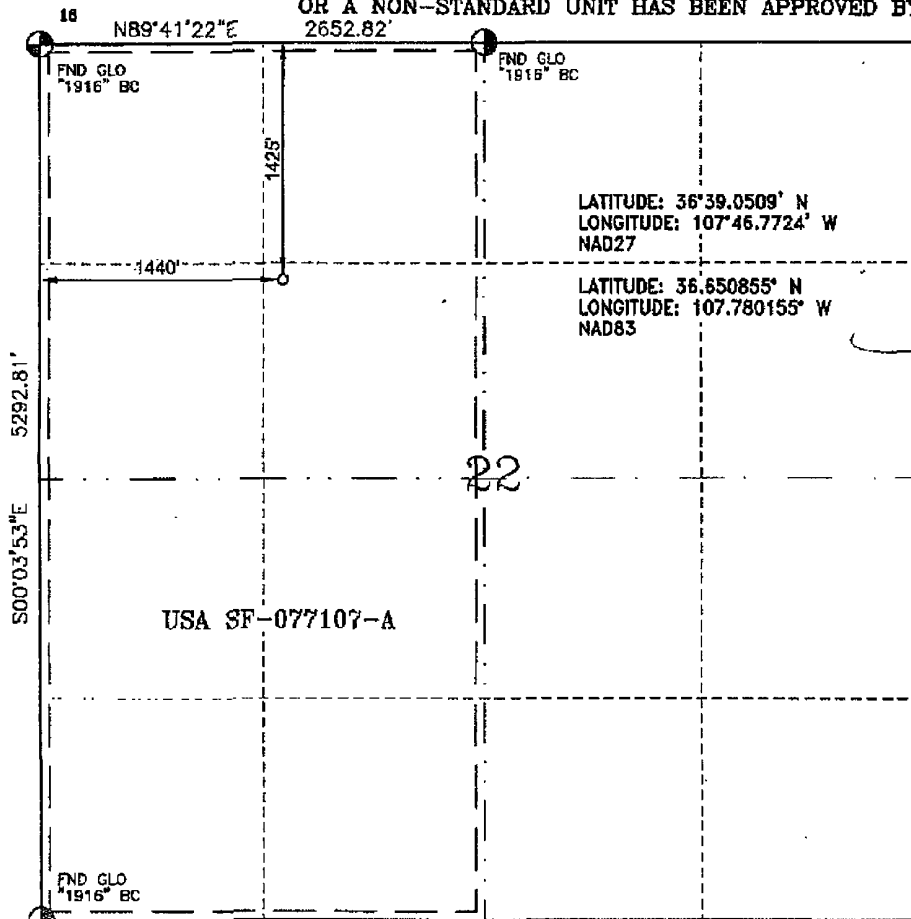 OR A NON-STANDARD UNIT HAS BEEN APPROVED BY
16
N89°41'22"E 2652.82'
FND GLO
"1916" BC
FND GLO
"1916" BC
1425'
LATITUDE: 36°39.0509' N
LONGITUDE: 107°46.7724' W
NAD27
1440'
LATITUDE: 36.650855° N
LONGITUDE: 107.780155° W
NAD83
S00°03'53"E 5292.81'
22
USA SF-077107-A
FND GLO
"1916" BC